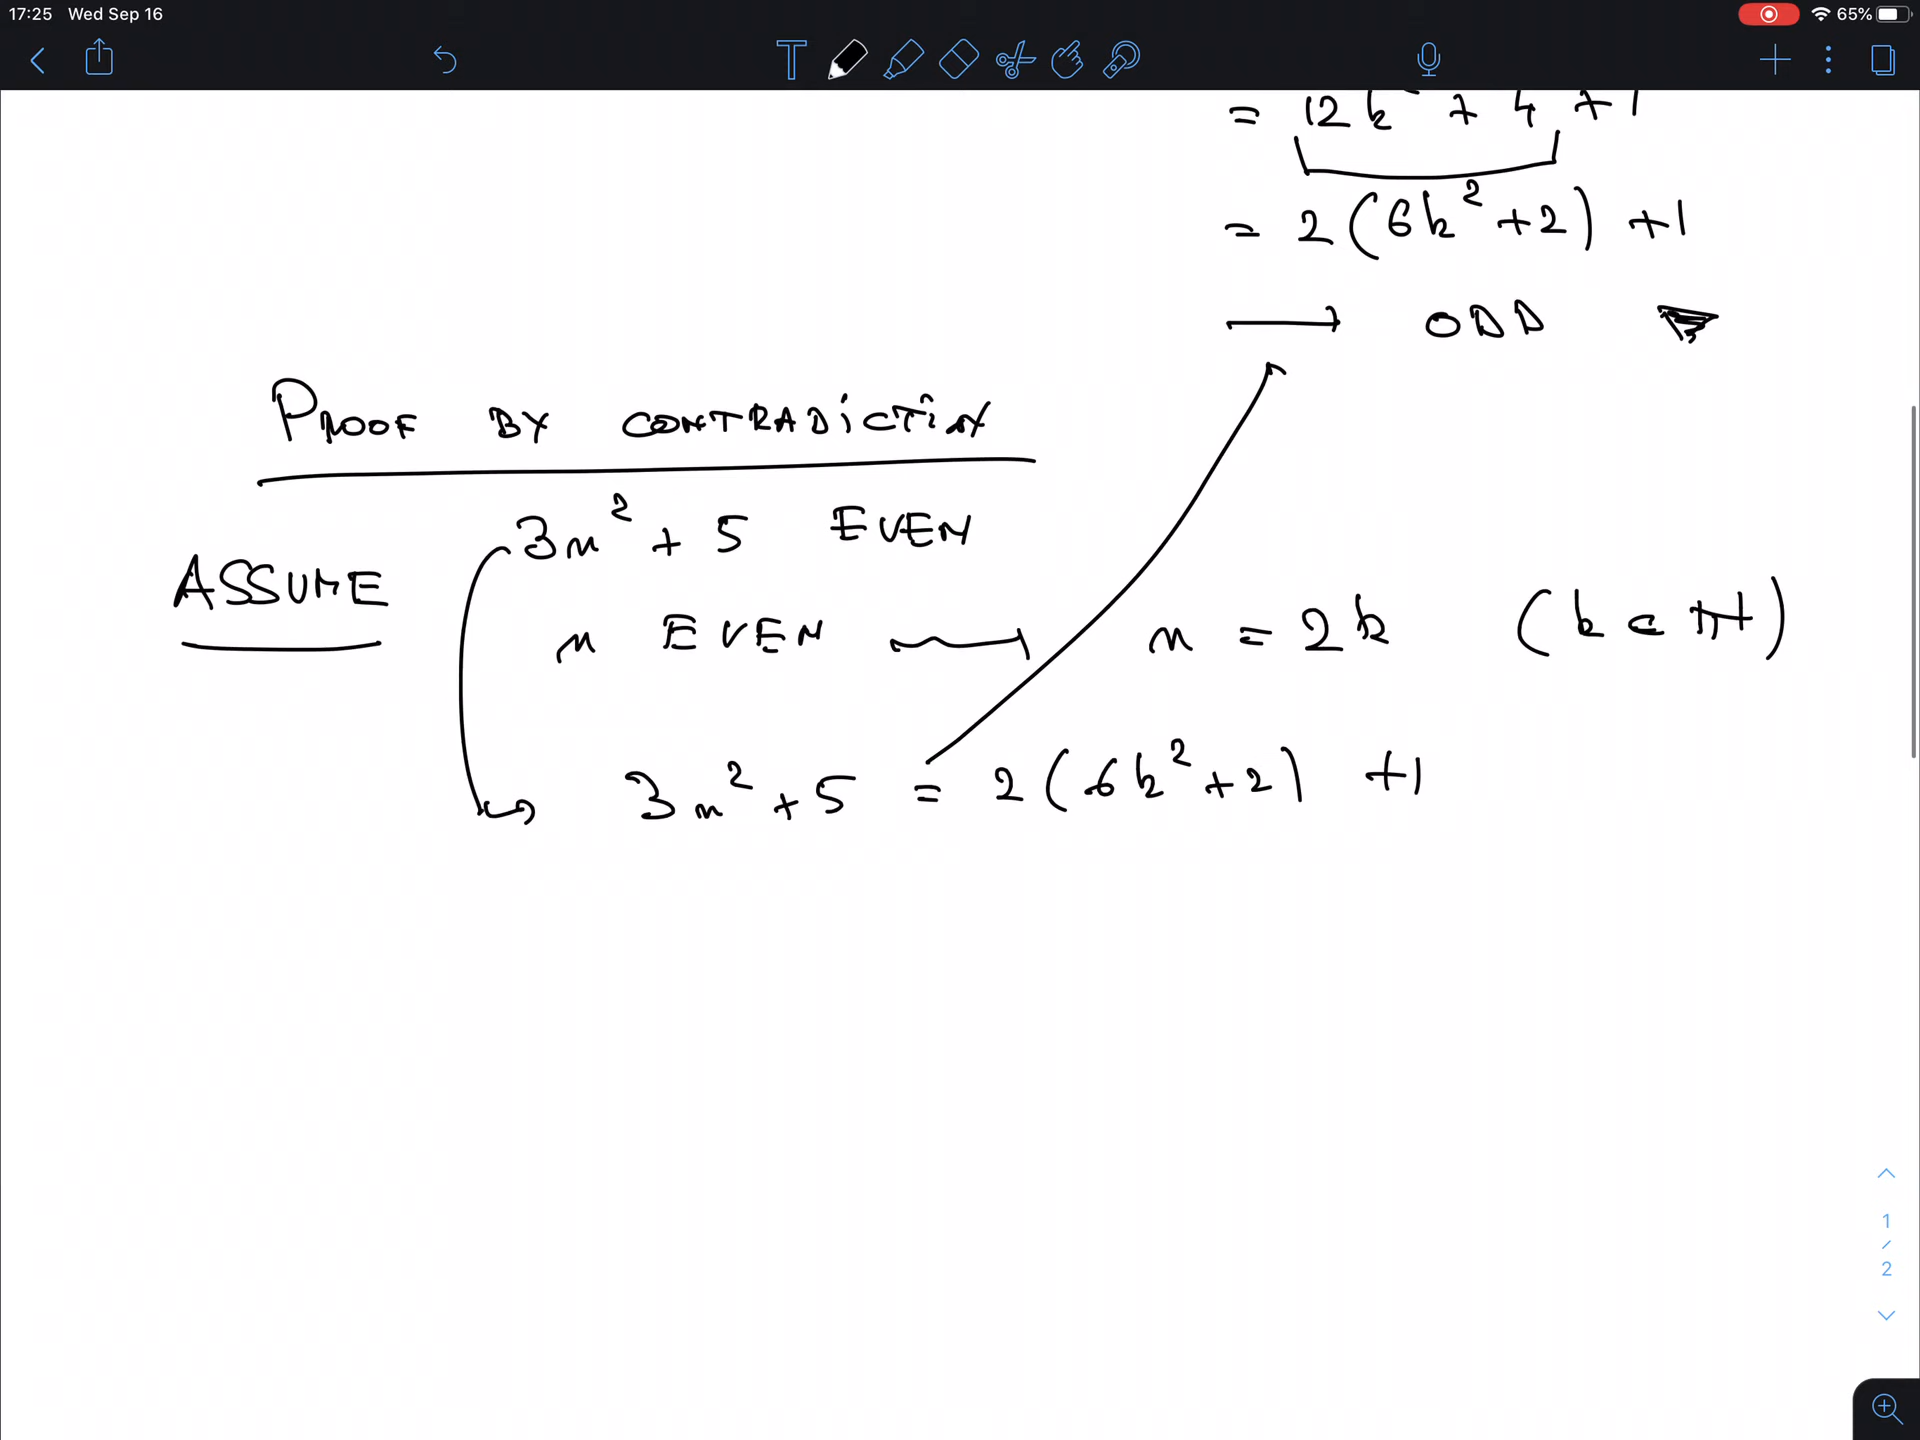 17:25 Wed Sep 16 65%
= 12k² + 4 + 1
= 2(6k² + 2) + 1
→ ODD
PROOF BY CONTRADICTION
3n² + 5 EVEN
ASSUME
n EVEN n = 2k (k ∈ N)
3n² + 5 = 2(6k² + 2) + 1
1
/
2